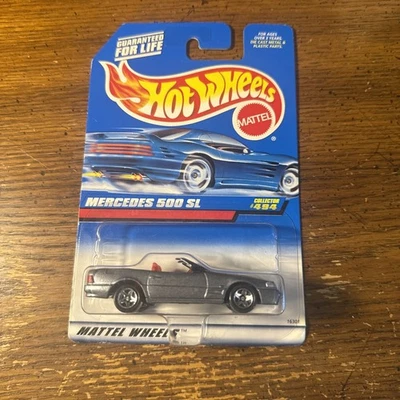 GUARANTEED
FOR LIFE
FOR AGES
OVER 3 YEARS
DIE CAST METAL &
PLASTIC PARTS
HOT WHEELS
MATTEL
MERCEDES 500 SL
COLLECTOR
#494
MATTEL WHEELS